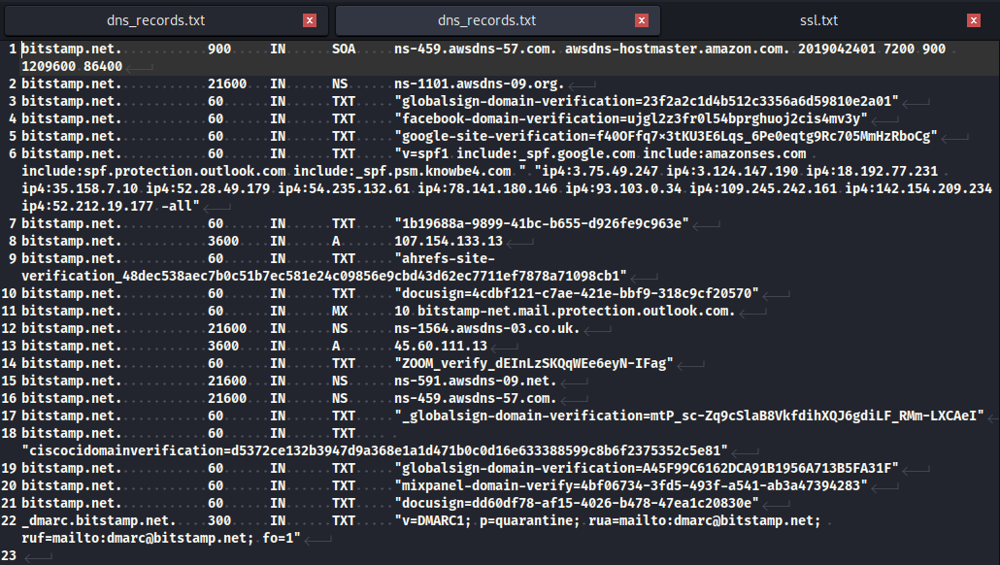 dns_records.txt x dns_records.txt x ssl.txt x
1 bitstamp.net. 900 IN SOA ns-459.awsdns-57.com. awsdns-hostmaster.amazon.com. 2019042401 7200 900
1209600 86400
2 bitstamp.net. 21600 IN NS ns-1101.awsdns-09.org.
3 bitstamp.net. 60 IN TXT "globalsign-domain-verification=23f2a2c1d4b512c3356a6d59810e2a01"
4 bitstamp.net. 60 IN TXT "facebook-domain-verification=ujgl2z3fr0l54bprghuoj2cis4mv3y"
5 bitstamp.net. 60 IN TXT "google-site-verification=f40OFfq7×3tKU3E6Lqs_6Pe0eqtg9Rc705MmHzRboCg"
6 bitstamp.net. 60 IN TXT "v=spf1 include:_spf.google.com include:amazonses.com
include:spf.protection.outlook.com include:_spf.psm.knowbe4.com " "ip4:3.75.49.247 ip4:3.124.147.190 ip4:18.192.77.231
ip4:35.158.7.10 ip4:52.28.49.179 ip4:54.235.132.61 ip4:78.141.180.146 ip4:93.103.0.34 ip4:109.245.242.161 ip4:142.154.209.234
ip4:52.212.19.177 -all"
7 bitstamp.net. 60 IN TXT "1b19688a-9899-41bc-b655-d926fe9c963e"
8 bitstamp.net. 3600 IN A 107.154.133.13
9 bitstamp.net. 60 IN TXT "ahrefs-site-
verification_48dec538aec7b0c51b7ec581e24c09856e9cbd43d62ec7711ef7878a71098cb1"
10 bitstamp.net. 60 IN TXT "docusign=4cdbf121-c7ae-421e-bbf9-318c9cf20570"
11 bitstamp.net. 60 IN MX 10 bitstamp-net.mail.protection.outlook.com.
12 bitstamp.net. 21600 IN NS ns-1564.awsdns-03.co.uk.
13 bitstamp.net. 3600 IN A 45.60.111.13
14 bitstamp.net. 60 IN TXT "ZOOM_verify_dEInLzSKQqWEe6eyN-IFag"
15 bitstamp.net. 21600 IN NS ns-591.awsdns-09.net.
16 bitstamp.net. 21600 IN NS ns-459.awsdns-57.com.
17 bitstamp.net. 60 IN TXT "_globalsign-domain-verification=mtP_sc-Zq9cSlaB8VkfdihXQJ6gdiLF_RMm-LXCAeI"
18 bitstamp.net. 60 IN TXT
"ciscocidomainverification=d5372ce132b3947d9a368e1a1d471b0c0d16e633388599c8b6f2375352c5e81"
19 bitstamp.net. 60 IN TXT "globalsign-domain-verification=A45F99C6162DCA91B1956A713B5FA31F"
20 bitstamp.net. 60 IN TXT "mixpanel-domain-verify=4bf06734-3fd5-493f-a541-ab3a47394283"
21 bitstamp.net. 60 IN TXT "docusign=dd60df78-af15-4026-b478-47ea1c20830e"
22 _dmarc.bitstamp.net. 300 IN TXT "v=DMARC1; p=quarantine; rua=mailto:dmarc@bitstamp.net;
ruf=mailto:dmarc@bitstamp.net; fo=1"
23